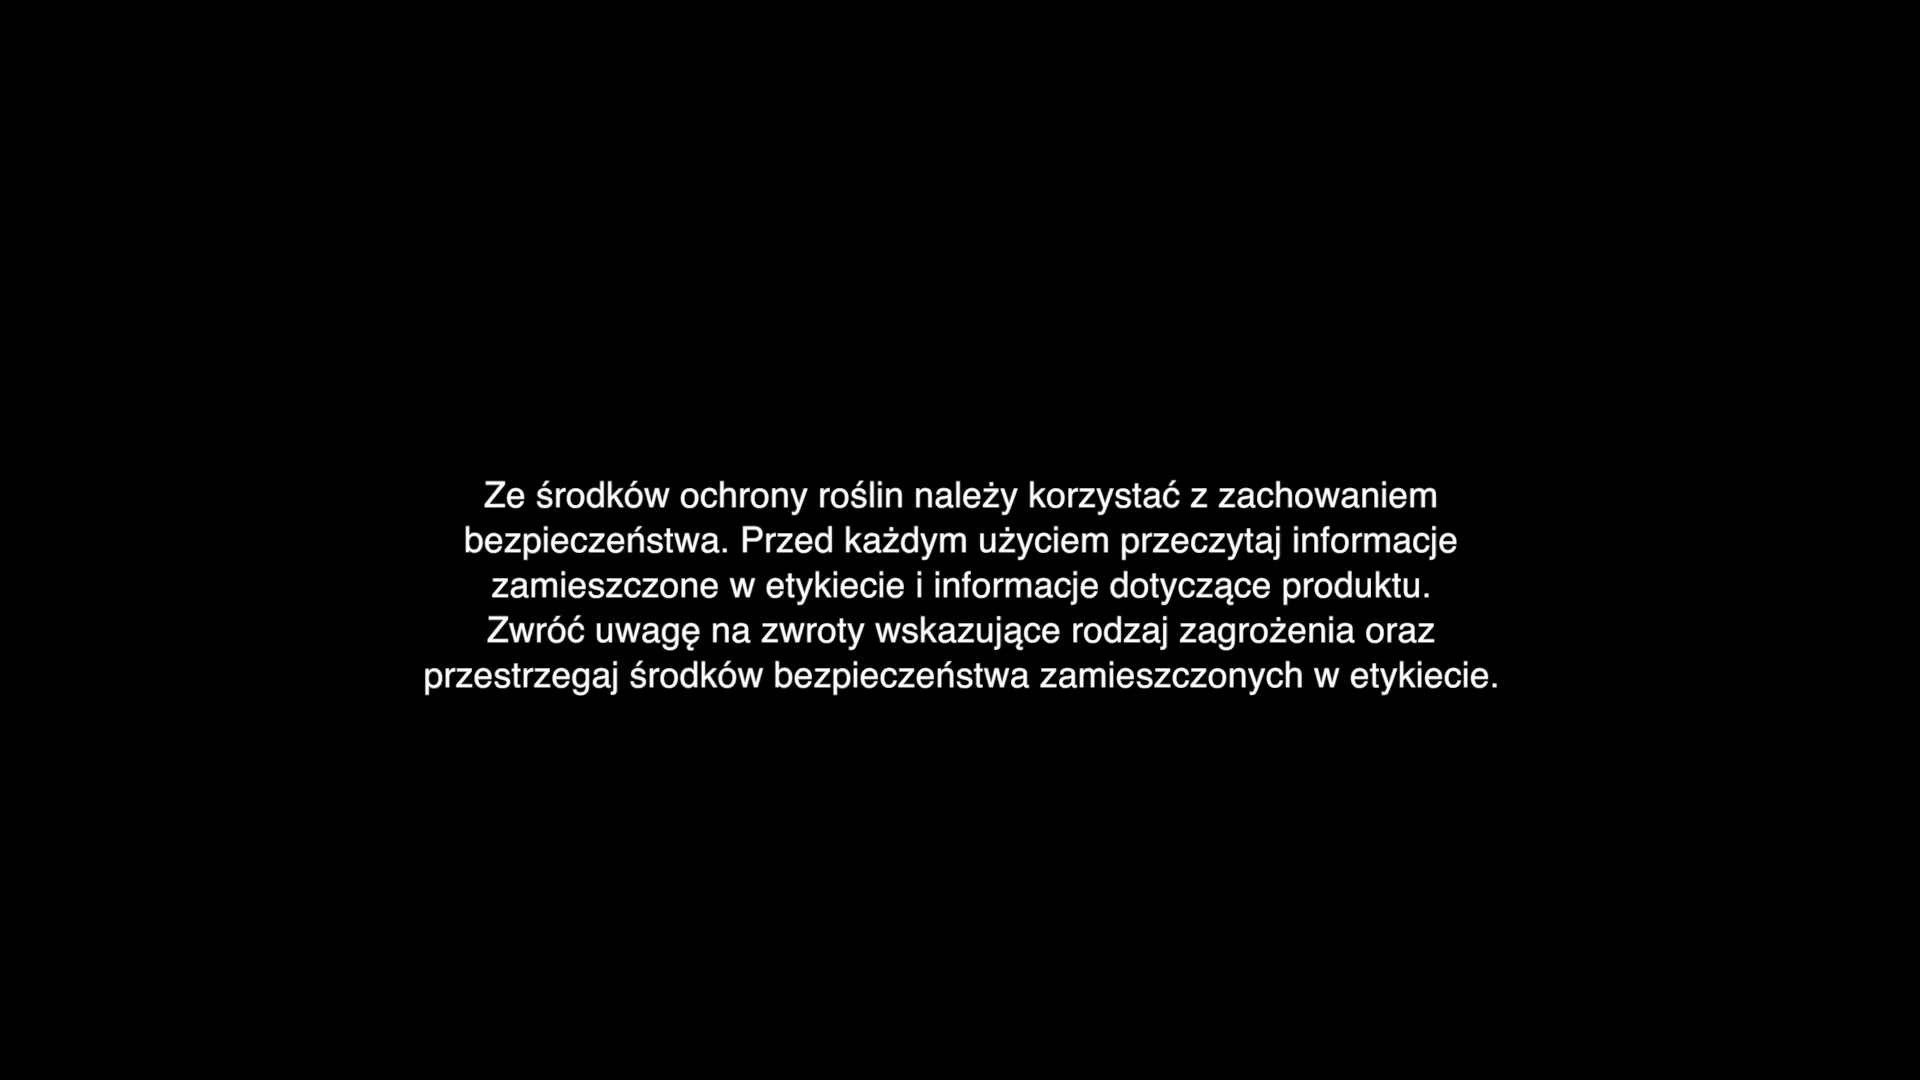 Ze środków ochrony roślin należy korzystać z zachowaniem
bezpieczeństwa. Przed każdym użyciem przeczytaj informacje
zamieszczone w etykiecie i informacje dotyczące produktu.
Zwróć uwagę na zwroty wskazujące rodzaj zagrożenia oraz
przestrzegaj środków bezpieczeństwa zamieszczonych w etykiecie.